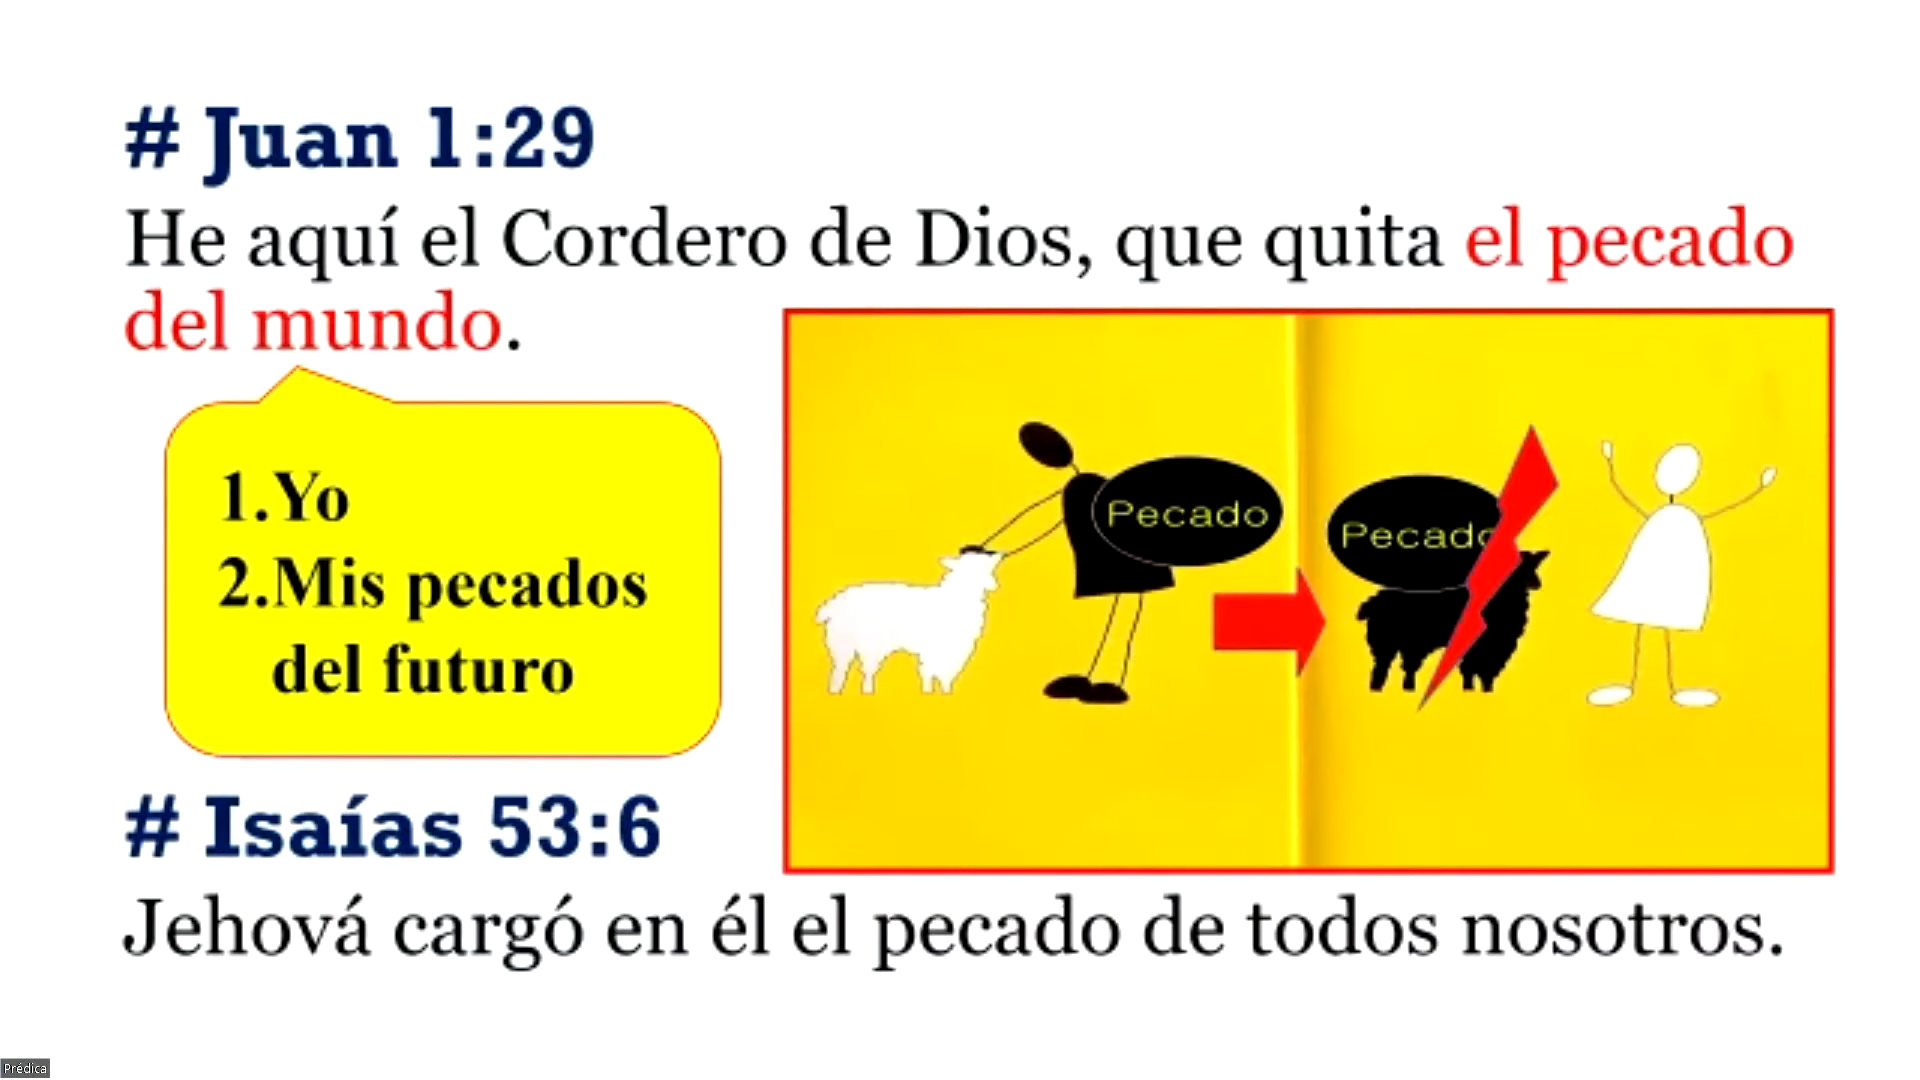 # Juan 1:29
He aquí el Cordero de Dios, que quita el pecado
del mundo.
1.Yo
2.Mis pecados
del futuro
Pecado
Pecado
# Isaías 53:6
Jehová cargó en él el pecado de todos nosotros.
Prédica